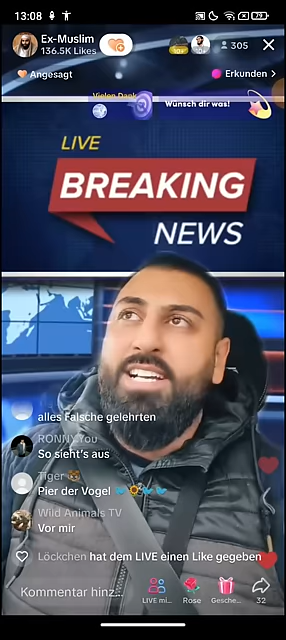 13:08
79
Ex-Muslim
136.5K Likes
305
Angesagt
Erkunden >
Vielen Dank
Wünsch dir was!
LIVE
BREAKING
NEWS
alles Falsche gelehrten
RONNY.You
So sieht's aus
Tiger
Pier der Vogel
Wild Animals TV
Vor mir
Löckchen hat dem LIVE einen Like gegeben
Kommentar hinz...
LIVE mi...
Rose
Gesche...
32